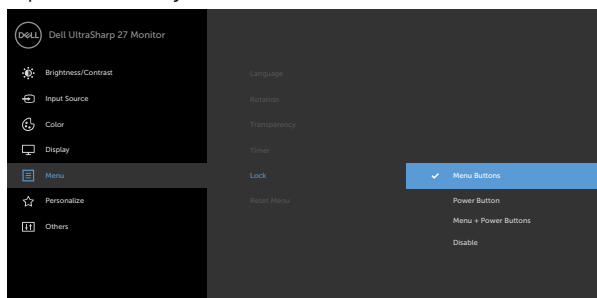 DELL Dell UltraSharp 27 Monitor
Brightness/Contrast
Input Source
Color
Display
Menu
Personalize
Others
Language
Rotation
Transparency
Timer
Lock
Reset Menu
Menu Buttons
Power Button
Menu + Power Buttons
Disable